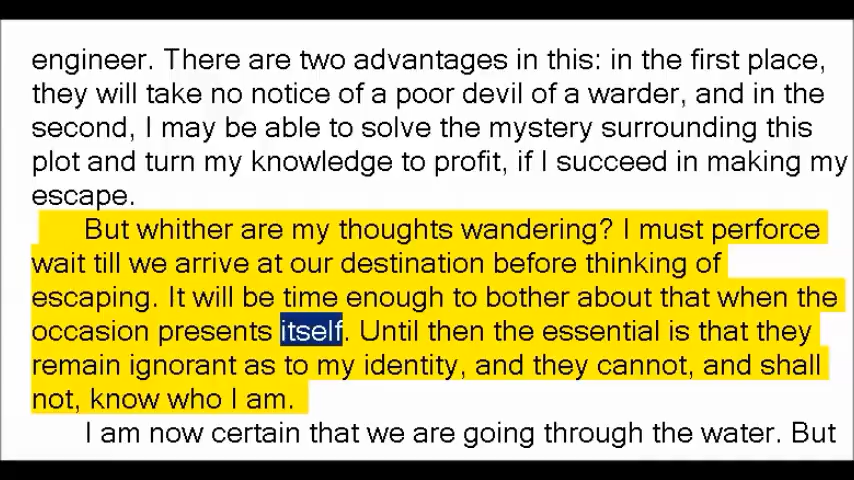 engineer. There are two advantages in this: in the first place,
they will take no notice of a poor devil of a warder, and in the
second, I may be able to solve the mystery surrounding this
plot and turn my knowledge to profit, if I succeed in making my
escape.
But whither are my thoughts wandering? I must perforce
wait till we arrive at our destination before thinking of
escaping. It will be time enough to bother about that when the
occasion presents itself. Until then the essential is that they
remain ignorant as to my identity, and they cannot, and shall
not, know who I am.
I am now certain that we are going through the water. But